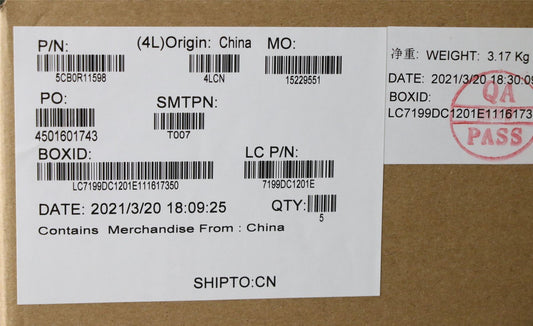 P/N:
5CB0R11598
(4L)Origin: China
4LCN
MO:
15229551
PO:
4501601743
SMTPN:
T007
BOXID:
LC7199DC1201E111617350
LC P/N:
7199DC1201E
DATE: 2021/3/20 18:09:25
QTY:
5
Contains Merchandise From : China
SHIPTO:CN
净重: WEIGHT: 3.17 Kg
DATE: 2021/3/20 18:30:09
BOXID:
LC7199DC1201E11161735
QA
PASS